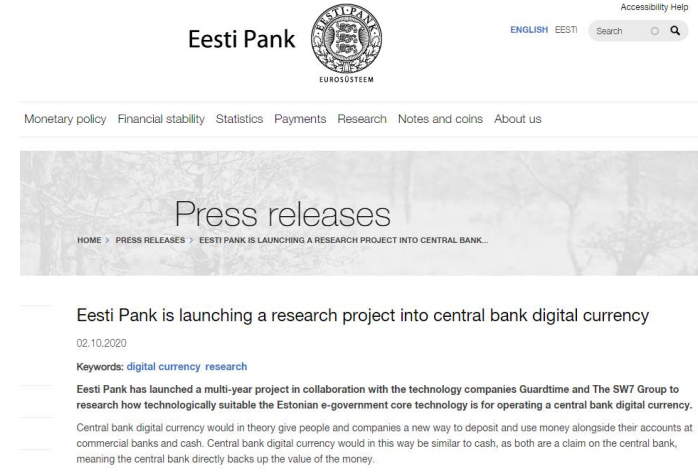 Accessibility Help
Eesti Pank
EESTI·PANK
EUROSÜSTEEM
ENGLISH EESTI
Search
Monetary policy Financial stability Statistics Payments Research Notes and coins About us
Press releases
HOME > PRESS RELEASES > EESTI PANK IS LAUNCHING A RESEARCH PROJECT INTO CENTRAL BANK...
Eesti Pank is launching a research project into central bank digital currency
02.10.2020
Keywords: digital currency research
Eesti Pank has launched a multi-year project in collaboration with the technology companies Guardtime and The SW7 Group to
research how technologically suitable the Estonian e-government core technology is for operating a central bank digital currency.
Central bank digital currency would in theory give people and companies a new way to deposit and use money alongside their accounts at
commercial banks and cash. Central bank digital currency would in this way be similar to cash, as both are a claim on the central bank,
meaning the central bank directly backs up the value of the money.